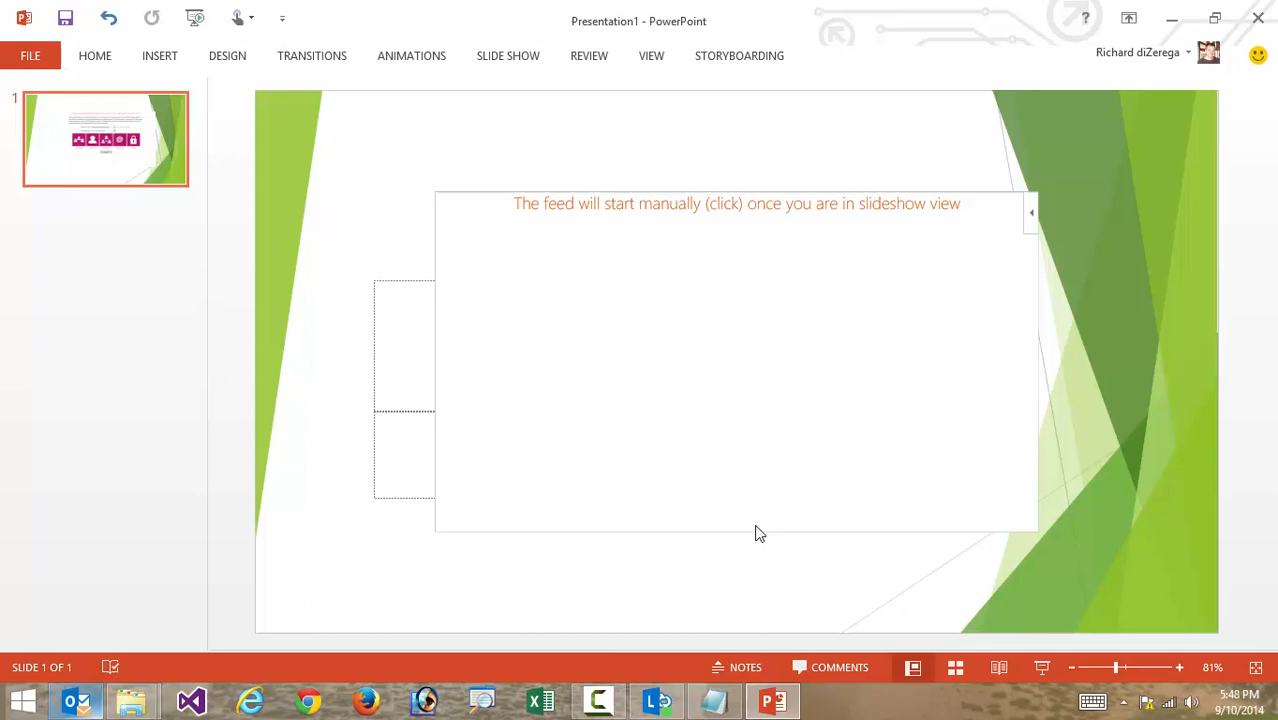 Presentation1 - PowerPoint
?
FILE HOME INSERT DESIGN TRANSITIONS ANIMATIONS SLIDE SHOW REVIEW VIEW STORYBOARDING Richard diZerega
1
The feed will start manually (click) once you are in slideshow view
SLIDE 1 OF 1 NOTES COMMENTS 81%
5:48 PM
9/10/2014